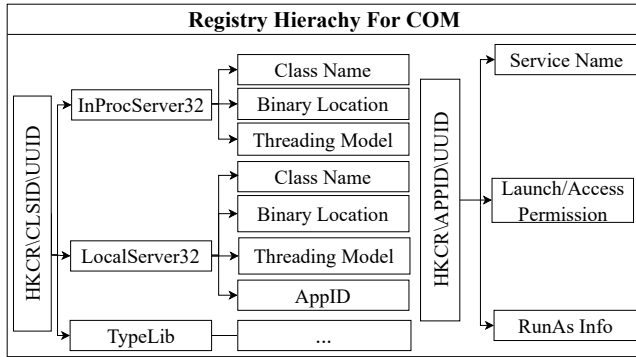 Registry Hierachy For COM
HKCR\CLSID\UUID
InProcServer32
Class Name
Binary Location
Threading Model
LocalServer32
Class Name
Binary Location
Threading Model
AppID
TypeLib
...
HKCR\APPID\UUID
Service Name
Launch/Access
Permission
RunAs Info